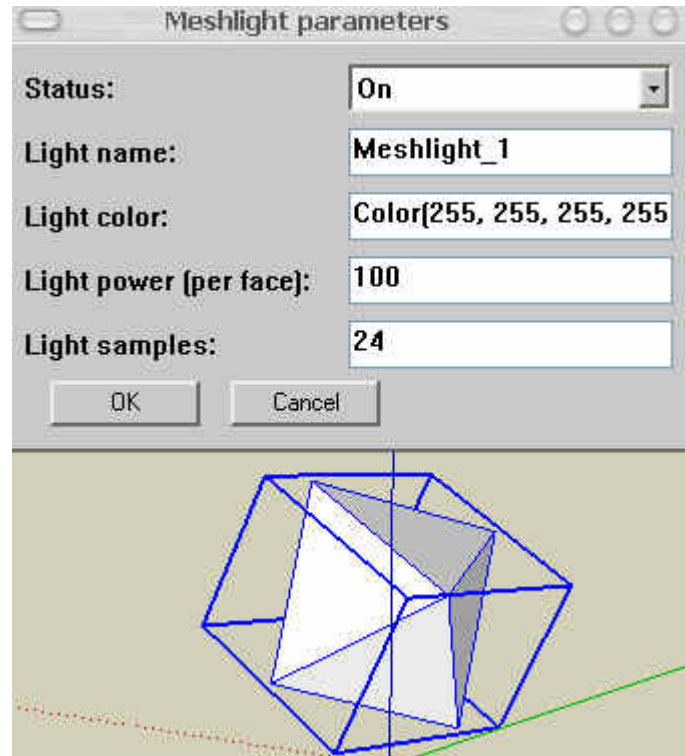 Meshlight parameters
Status: On
Light name: Meshlight_1
Light color: Color(255, 255, 255, 255
Light power (per face): 100
Light samples: 24
OK Cancel